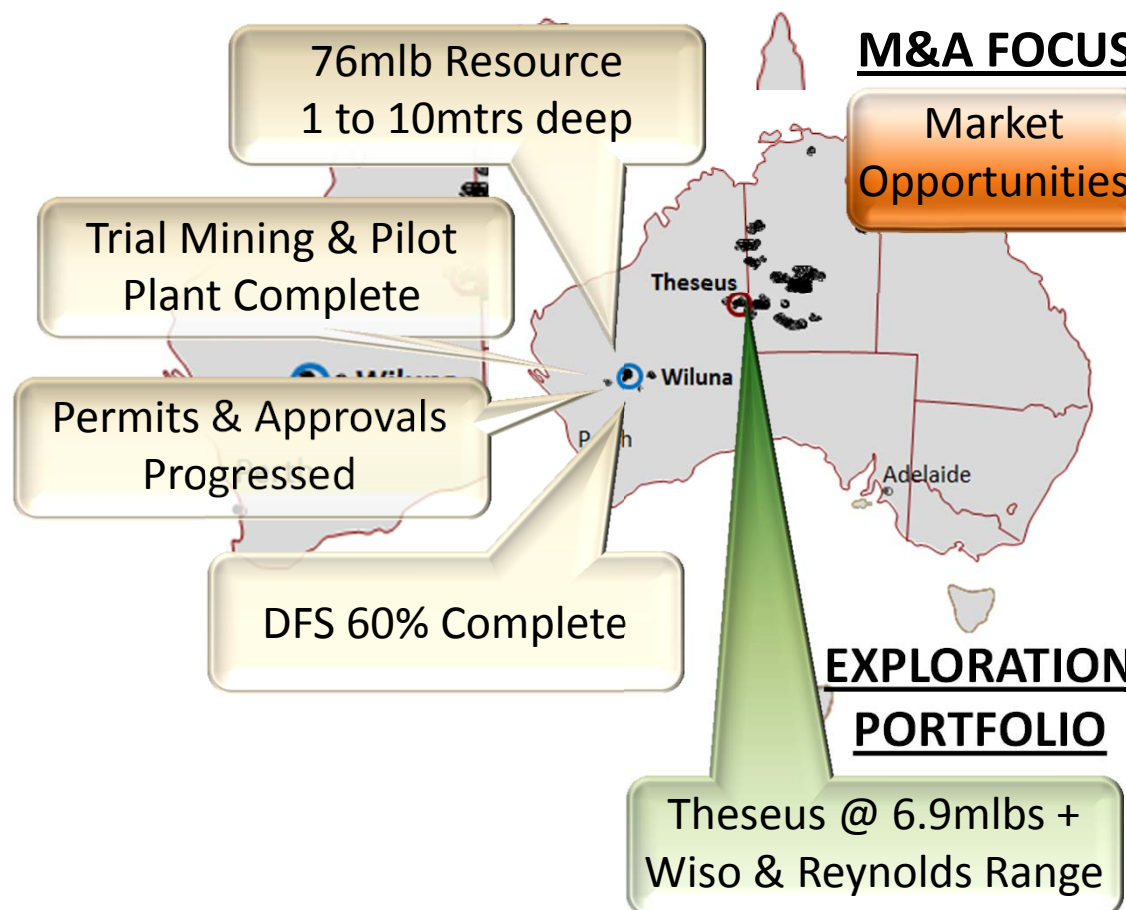 M&A FOCUS
76mlb Resource
1 to 10mtrs deep
Market
Opportunities
Trial Mining & Pilot
Plant Complete
Theseus
Wiluna
Permits & Approvals
Progressed
Adelaide
DFS 60% Complete
EXPLORATION
PORTFOLIO
Theseus @ 6.9mlbs +
Wiso & Reynolds Range